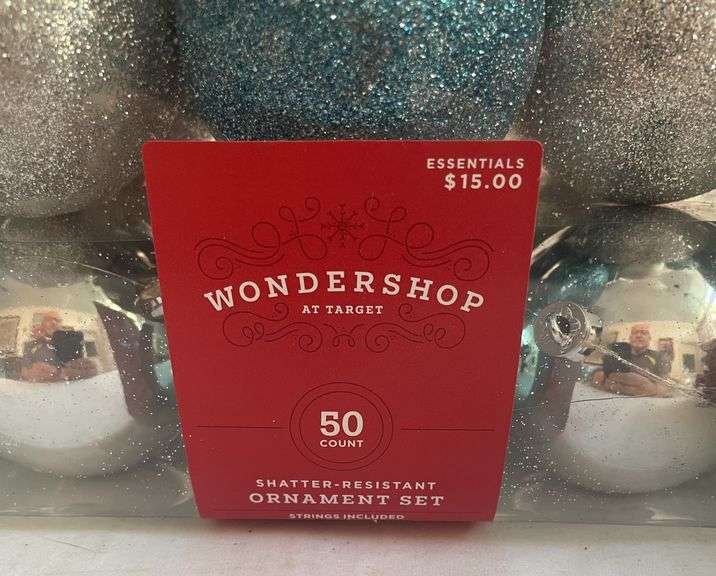 ESSENTIALS
$15.00
WONDERSHOP
AT TARGET
50
COUNT
SHATTER-RESISTANT
ORNAMENT SET
STRINGS INCLUDED